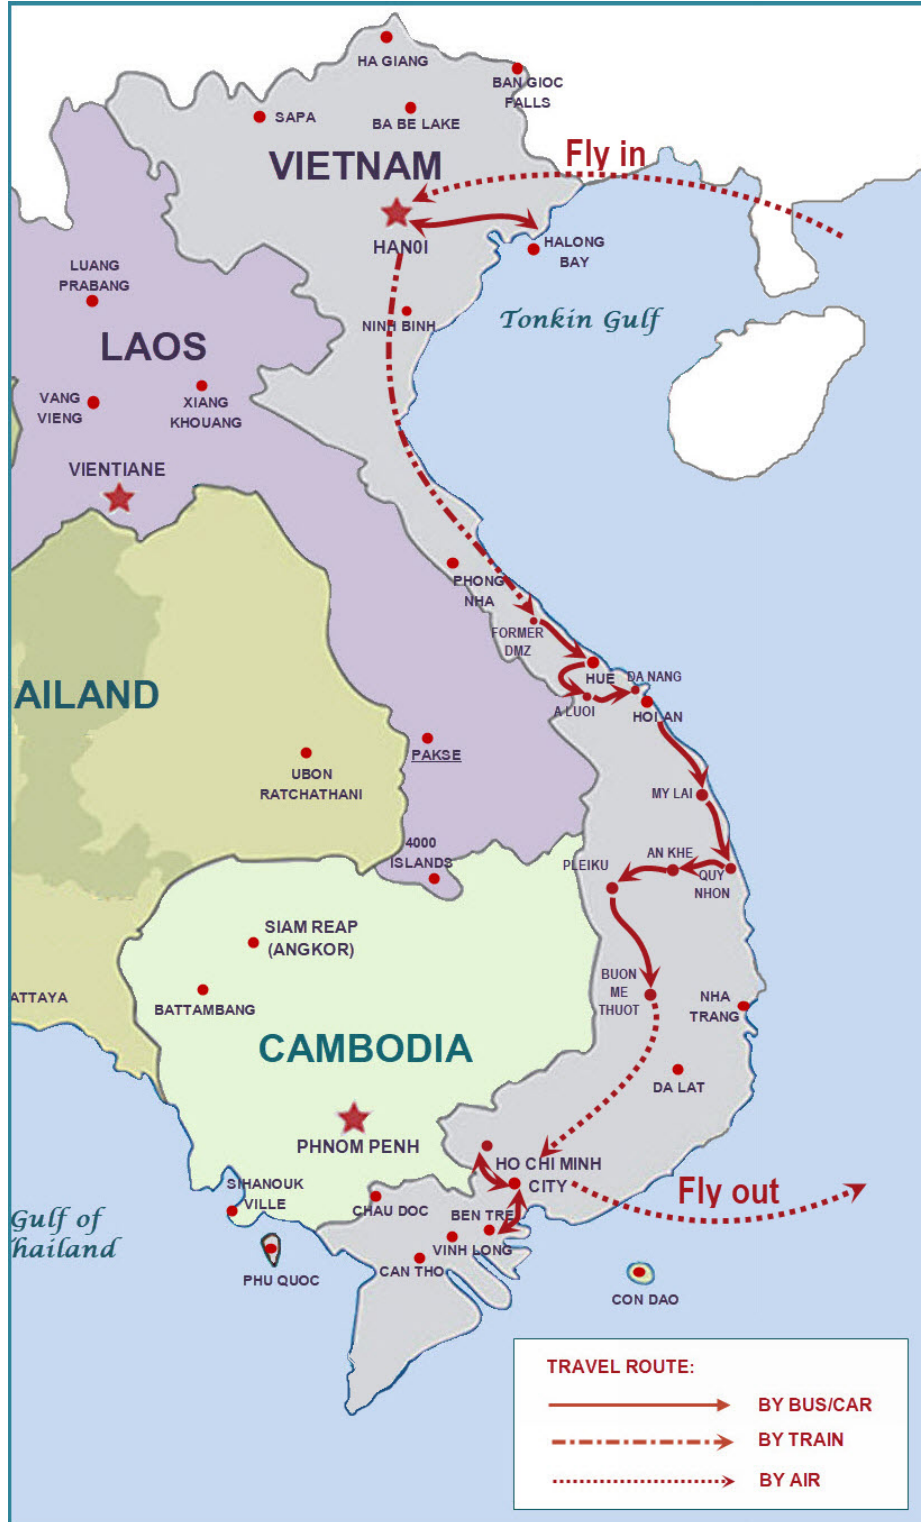 HA GIANG
BAN GIOC
FALLS
SAPA
BA BE LAKE
VIETNAM
Fly in
HAN0I
HALONG
BAY
LUANG
PRABANG
NINH BINH
Tonkin Gulf
LAOS
VANG
VIENG
XIANG
KHOUANG
VIENTIANE
PHONG
NHA
FORMER
DMZ
HUE
DA NANG
A LUOI
HOI AN
AILAND
PAKSE
UBON
RATCHATHANI
MY LAI
4000
ISLANDS
PLEIKU
AN KHE
QUY
NHON
SIAM REAP
(ANGKOR)
BUON
ME
THUOT
NHA
TRANG
ATTAYA
BATTAMBANG
CAMBODIA
DA LAT
PHNOM PENH
HO CHI MINH
CITY
Fly out
SIHANOUK
VILLE
CHAU DOC
BEN TRE
VINH LONG
Gulf of
hailand
PHU QUOC
CAN THO
CON DAO
TRAVEL ROUTE:
BY BUS/CAR
BY TRAIN
BY AIR